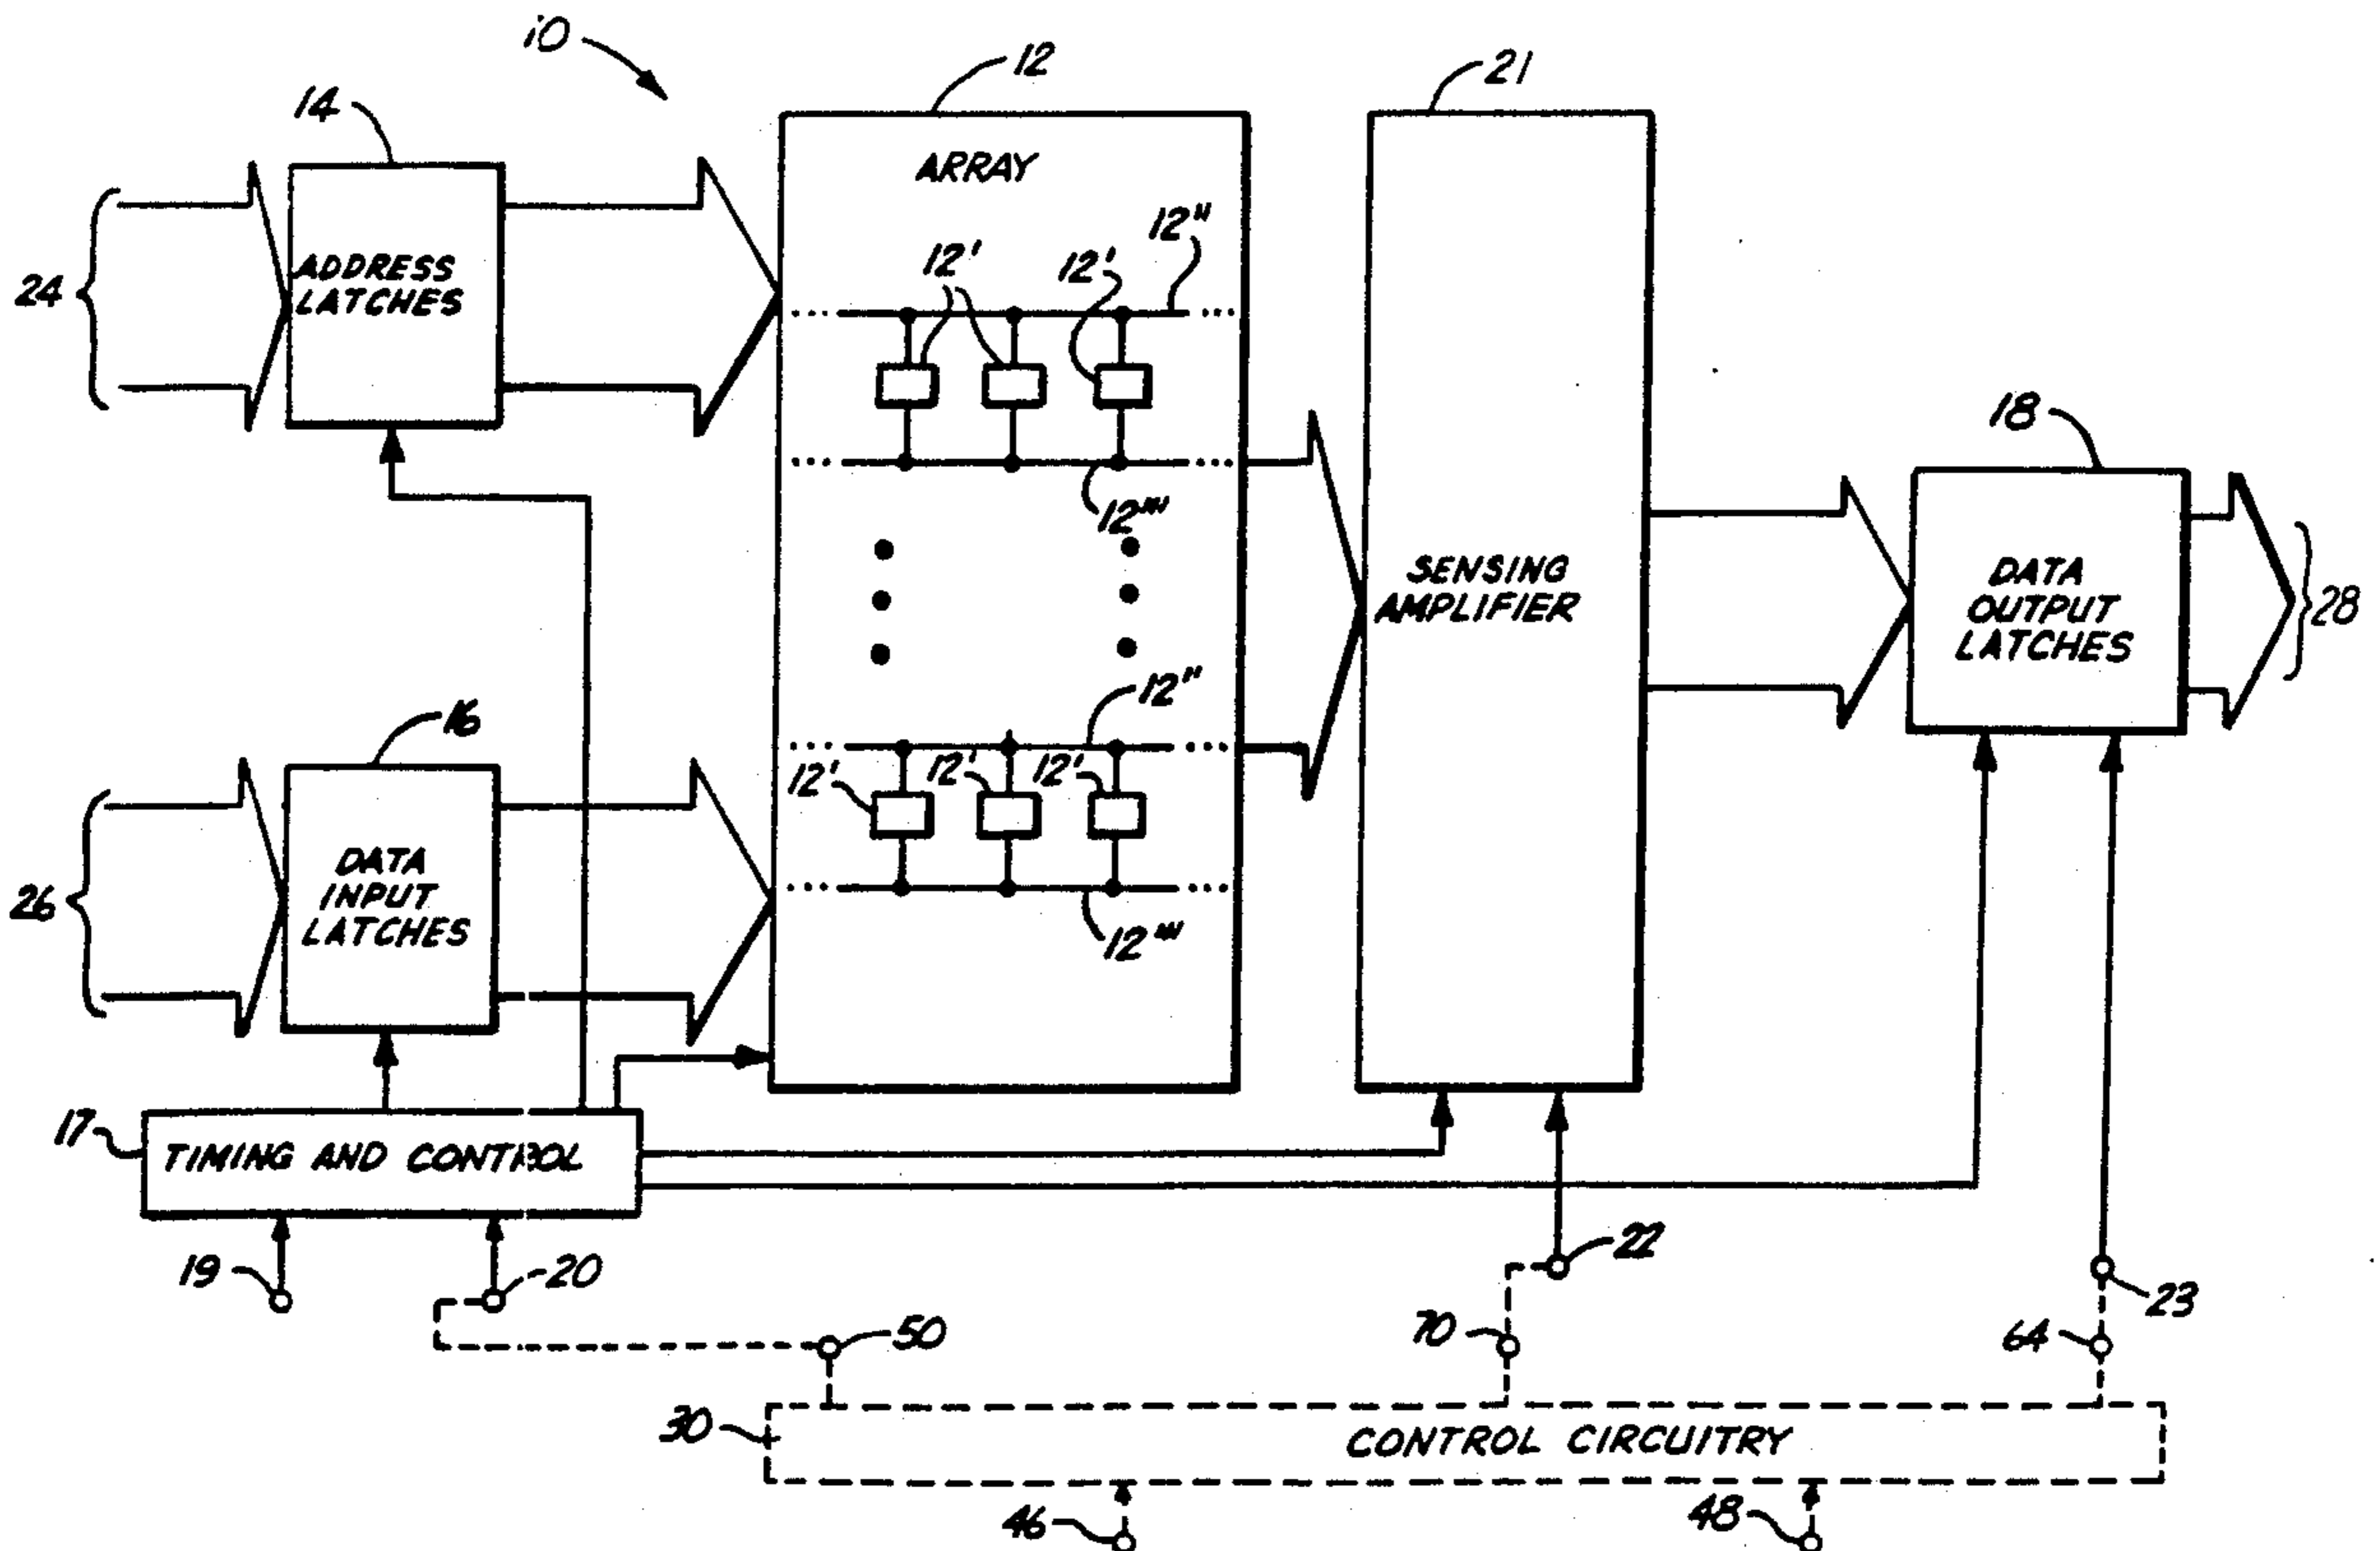 10
12
21
14
ARRAY
12"
12'
12'
24
ADDRESS
LATCHES
18
12'''
SENSING
AMPLIFIER
DATA
OUTPUT
LATCHES
28
12"
16
12'
12'
12'
DATA
INPUT
LATCHES
26
12'''
17
TIMING AND CONTROL
19
20
22
23
50
70
64
30
CONTROL CIRCUITRY
46
48